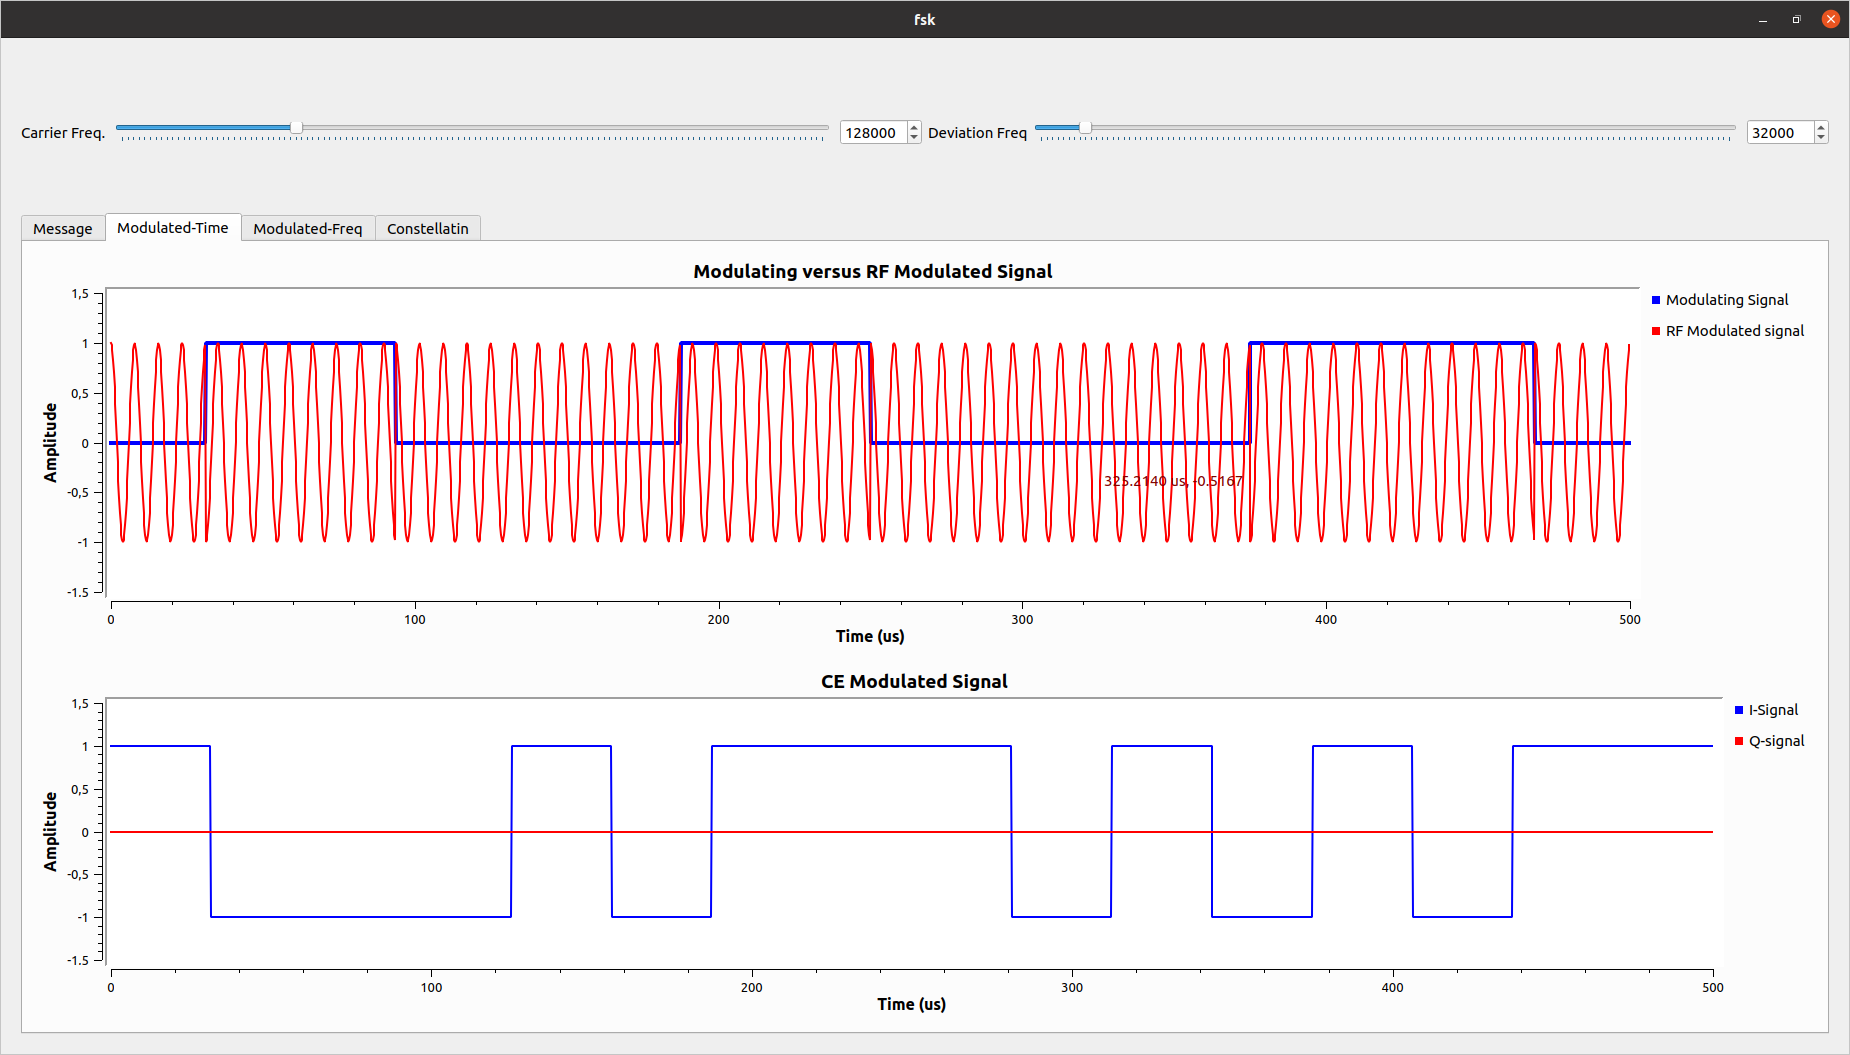 fsk
Carrier Freq. 128000 Deviation Freq 32000
Message Modulated-Time Modulated-Freq Constellatin
Modulating versus RF Modulated Signal
1,5
1
0,5
0
-0,5
-1
-1.5
Amplitude
Modulating Signal
RF Modulated signal
325.2140 us, -0.5167
0 100 200 300 400 500
Time (us)
CE Modulated Signal
1,5
1
0,5
0
-0,5
-1
-1.5
Amplitude
I-Signal
Q-signal
0 100 200 300 400 500
Time (us)